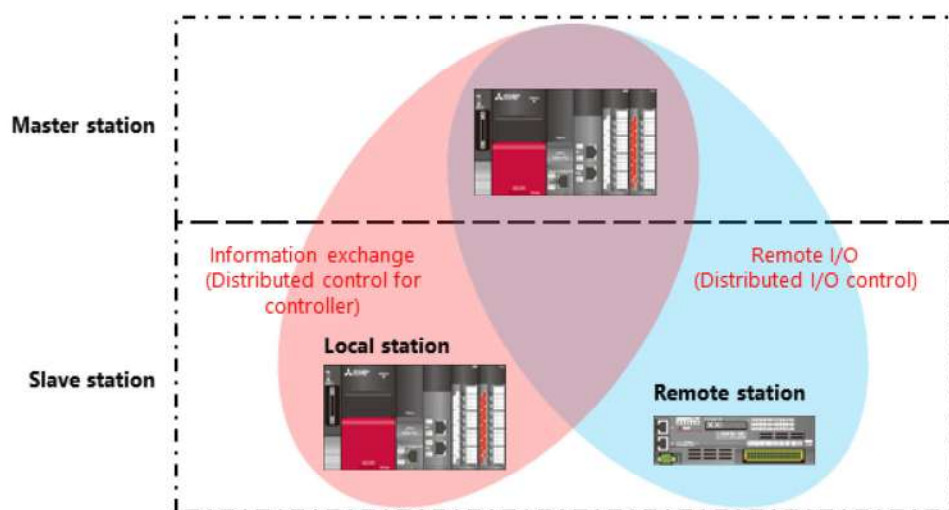 Master station
Information exchange
(Distributed control for
controller)
Remote I/O
(Distributed I/O control)
Local station
Slave station
Remote station